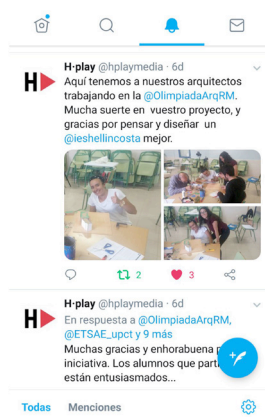 H·play @hplaymedia · 6d
Aquí tenemos a nuestros arquitectos
trabajando en la @OlimpiadaArqRM.
Mucha suerte en vuestro proyecto, y
gracias por pensar y diseñar un
@ieshellincosta mejor.
2
3
H·play @hplaymedia · 6d
En respuesta a @OlimpiadaArqRM,
@ETSAE_upct y 9 más
Muchas gracias y enhorabuena
iniciativa. Los alumnos que
están entusiasmados...
Todas Menciones